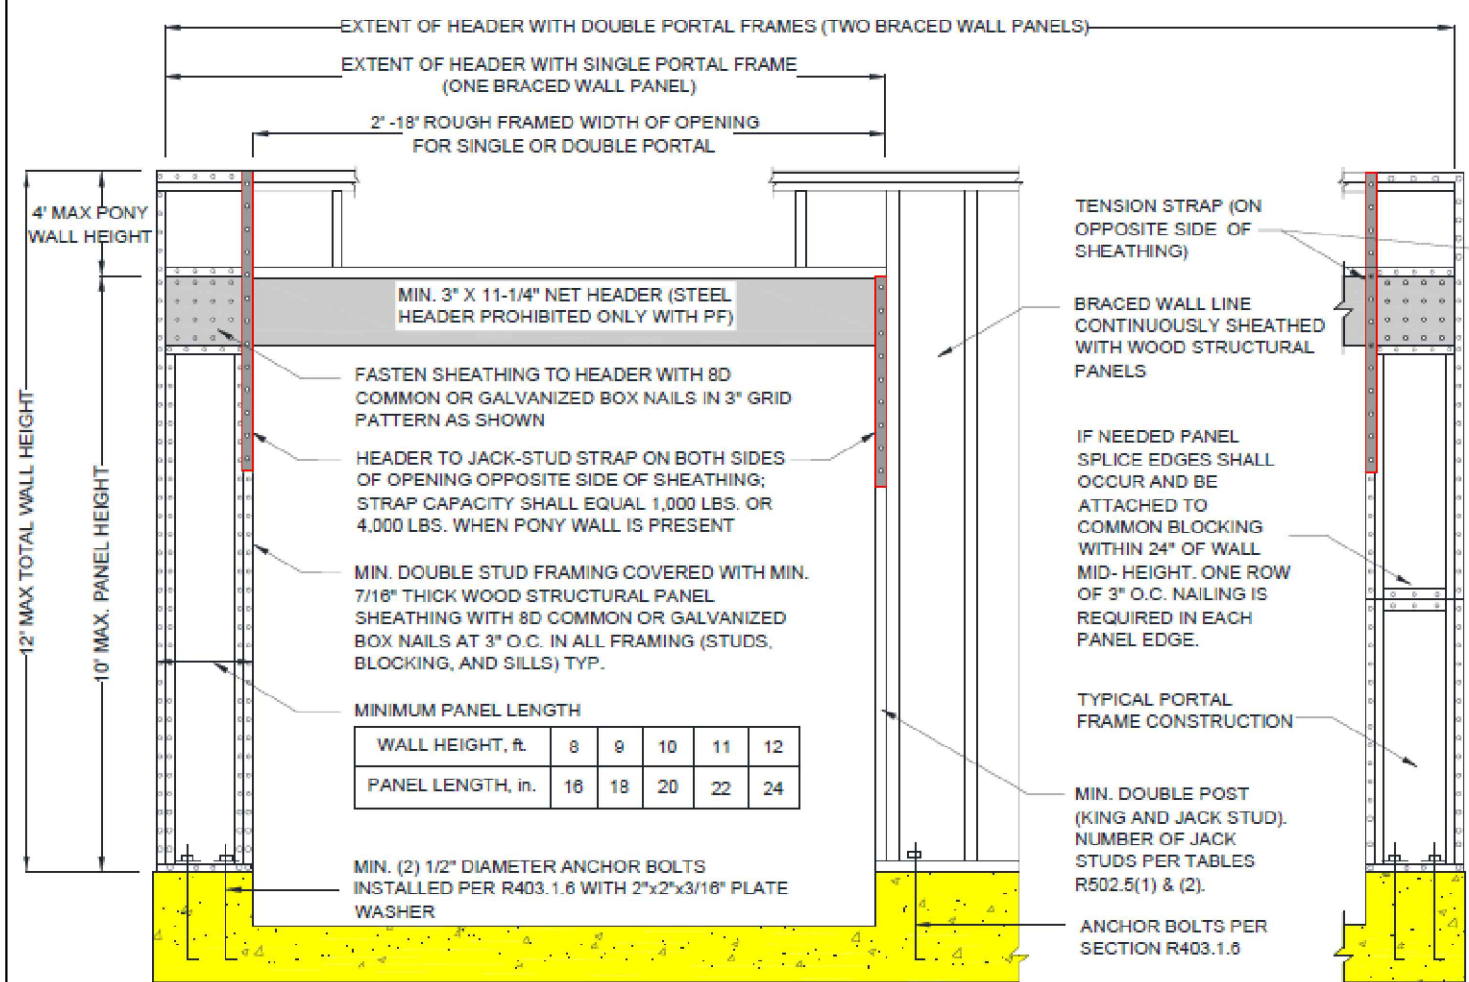 EXTENT OF HEADER WITH DOUBLE PORTAL FRAMES (TWO BRACED WALL PANELS)
EXTENT OF HEADER WITH SINGLE PORTAL FRAME
(ONE BRACED WALL PANEL)
2' -18' ROUGH FRAMED WIDTH OF OPENING
FOR SINGLE OR DOUBLE PORTAL
4' MAX PONY
WALL HEIGHT
12' MAX TOTAL WALL HEIGHT
10' MAX. PANEL HEIGHT
MIN. 3" X 11-1/4" NET HEADER (STEEL
HEADER PROHIBITED ONLY WITH PF)
FASTEN SHEATHING TO HEADER WITH 8D
COMMON OR GALVANIZED BOX NAILS IN 3" GRID
PATTERN AS SHOWN
HEADER TO JACK-STUD STRAP ON BOTH SIDES
OF OPENING OPPOSITE SIDE OF SHEATHING;
STRAP CAPACITY SHALL EQUAL 1,000 LBS. OR
4,000 LBS. WHEN PONY WALL IS PRESENT
MIN. DOUBLE STUD FRAMING COVERED WITH MIN.
7/16" THICK WOOD STRUCTURAL PANEL
SHEATHING WITH 8D COMMON OR GALVANIZED
BOX NAILS AT 3" O.C. IN ALL FRAMING (STUDS,
BLOCKING, AND SILLS) TYP.
MINIMUM PANEL LENGTH
WALL HEIGHT, ft. 8 9 10 11 12
PANEL LENGTH, in. 16 18 20 22 24
MIN. (2) 1/2" DIAMETER ANCHOR BOLTS
INSTALLED PER R403.1.6 WITH 2"x2"x3/16" PLATE
WASHER
TENSION STRAP (ON
OPPOSITE SIDE OF
SHEATHING)
BRACED WALL LINE
CONTINUOUSLY SHEATHED
WITH WOOD STRUCTURAL
PANELS
IF NEEDED PANEL
SPLICE EDGES SHALL
OCCUR AND BE
ATTACHED TO
COMMON BLOCKING
WITHIN 24" OF WALL
MID- HEIGHT. ONE ROW
OF 3" O.C. NAILING IS
REQUIRED IN EACH
PANEL EDGE.
TYPICAL PORTAL
FRAME CONSTRUCTION
MIN. DOUBLE POST
(KING AND JACK STUD).
NUMBER OF JACK
STUDS PER TABLES
R502.5(1) & (2).
ANCHOR BOLTS PER
SECTION R403.1.6